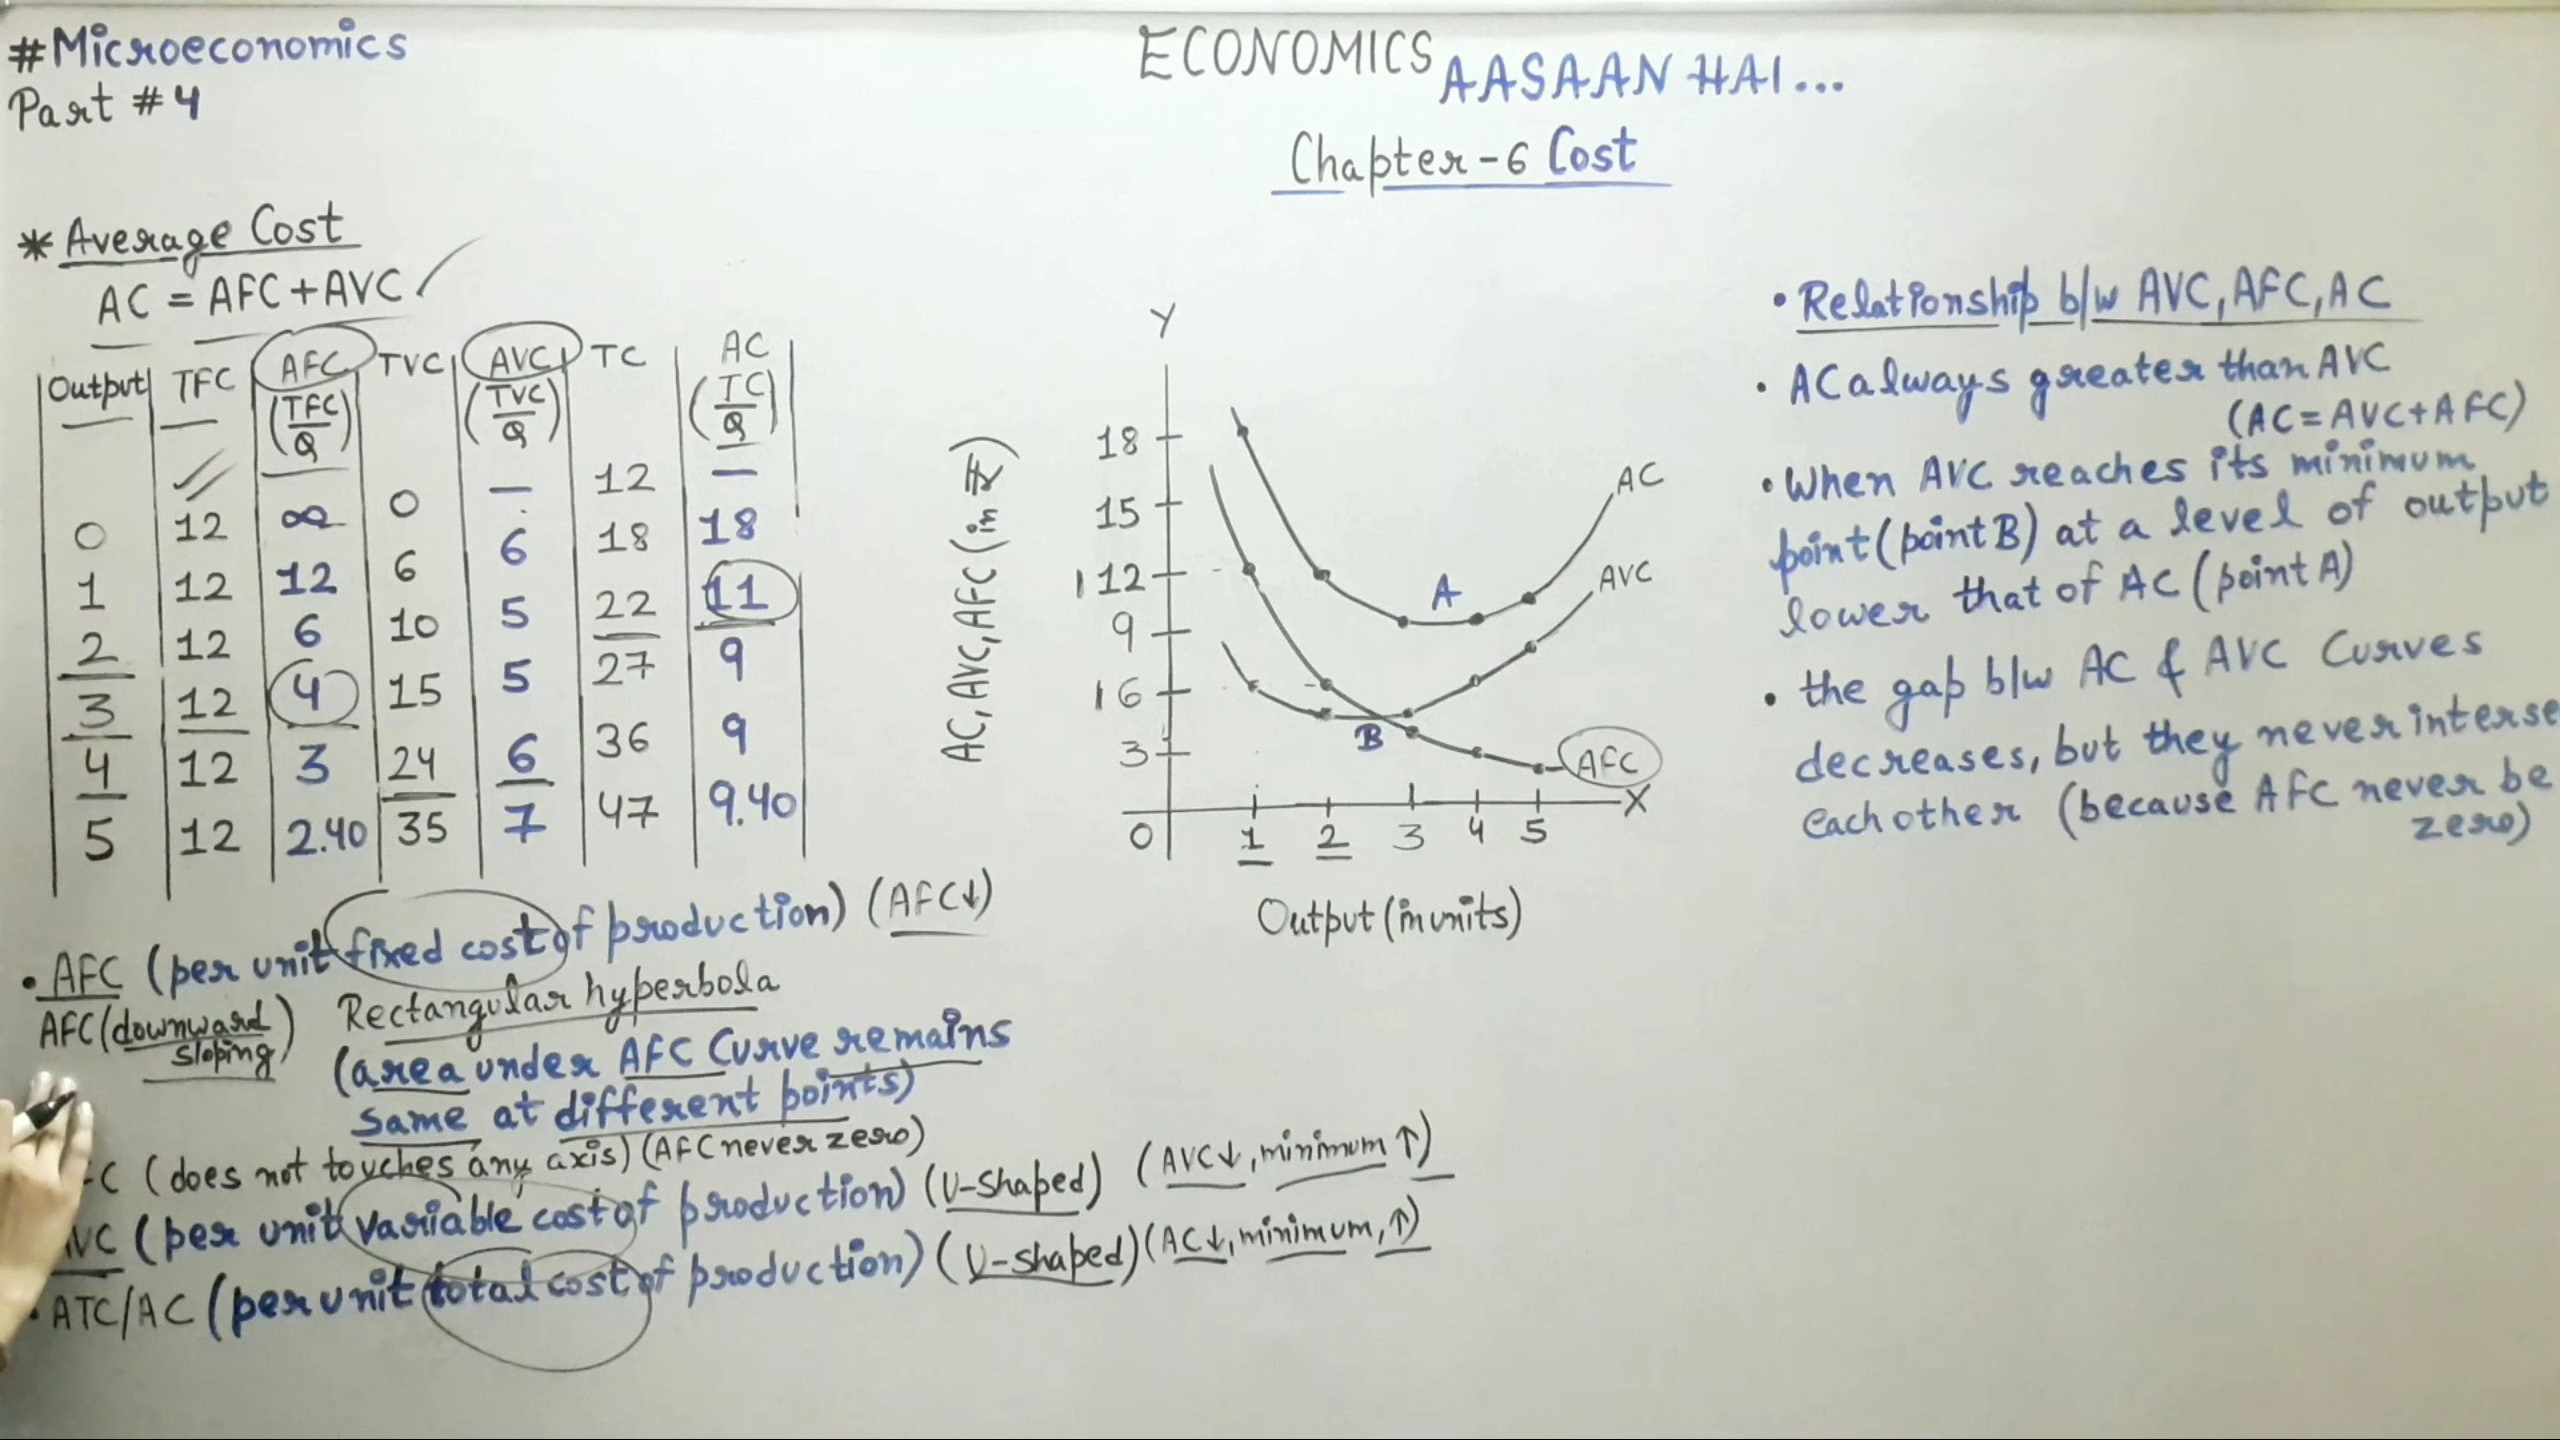 #Microeconomics
Part #4
ECONOMICS AASAAN HAI...
Chapter-6 Cost
* Average Cost
AC = AFC+AVC
Output TFC AFC (TFC/Q) TVC AVC (TVC/Q) TC AC (TC/Q)
0 12 ∞ 0 — 12 —
1 12 12 6 6 18 18
2 12 6 10 5 22 11
3 12 4 15 5 27 9
4 12 3 24 6 36 9
5 12 2.40 35 7 47 9.40
Y
AC, AVC, AFC (in ₹)
18
15
12
9
6
3
0 1 2 3 4 5 X
AC
AVC
AFC
A
B
Output (in units)
• Relationship b/w AVC, AFC, AC
• AC always greater than AVC
(AC=AVC+AFC)
• When AVC reaches its minimum
point (point B) at a level of output
lower that of AC (point A)
• the gap b/w AC & AVC Curves
decreases, but they never interse
each other (because AFC never be
zero)
• AFC (per unit fixed cost of production) (AFC↓)
AFC (downward
sloping)
Rectangular hyperbola
(area under AFC Curve remains
same at different points)
FC (does not touches any axis) (AFC never zero)
AVC (per unit variable cost of production) (U-shaped) (AVC↓, minimum ↑)
• ATC/AC (per unit total cost of production) (U-shaped) (AC↓, minimum, ↑)